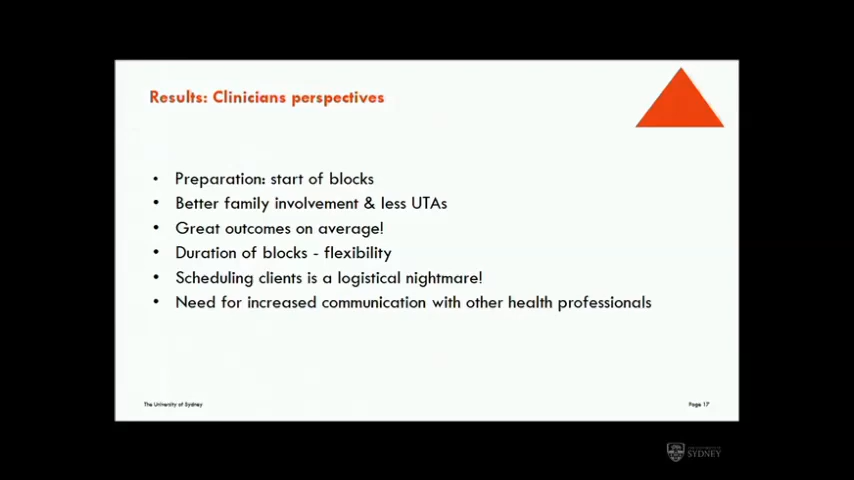 Results: Clinicians perspectives
• Preparation: start of blocks
• Better family involvement & less UTAs
• Great outcomes on average!
• Duration of blocks - flexibility
• Scheduling clients is a logistical nightmare!
• Need for increased communication with other health professionals
The University of Sydney
Page 17
SYDNEY